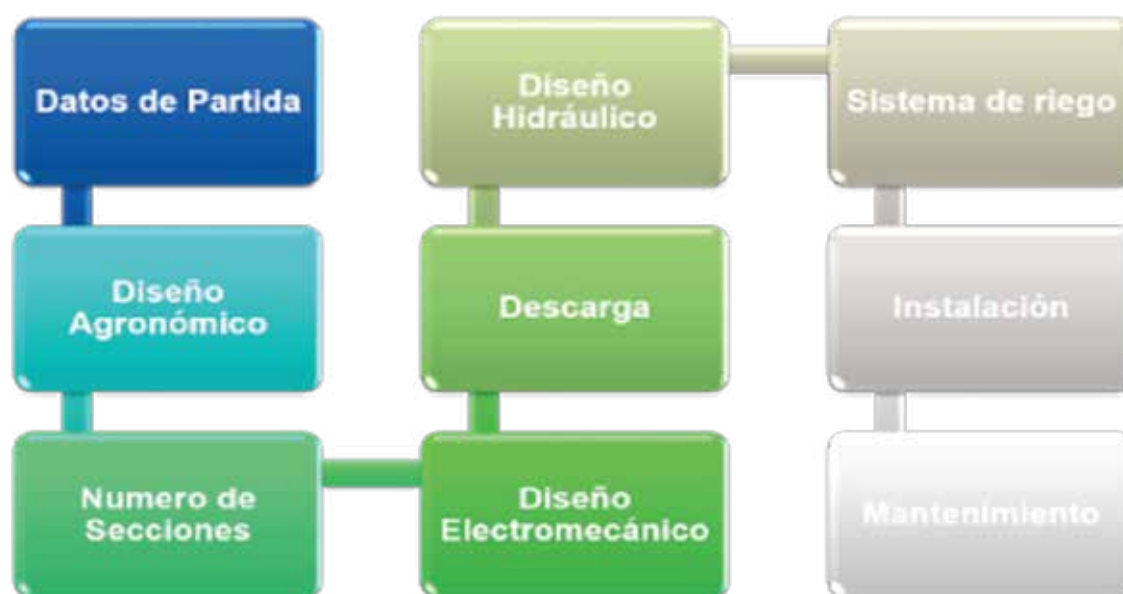 Datos de Partida
Diseño
Agronómico
Numero de
Secciones
Diseño
Electromecánico
Descarga
Diseño
Hidráulico
Sistema de riego
Instalación
Mantenimiento